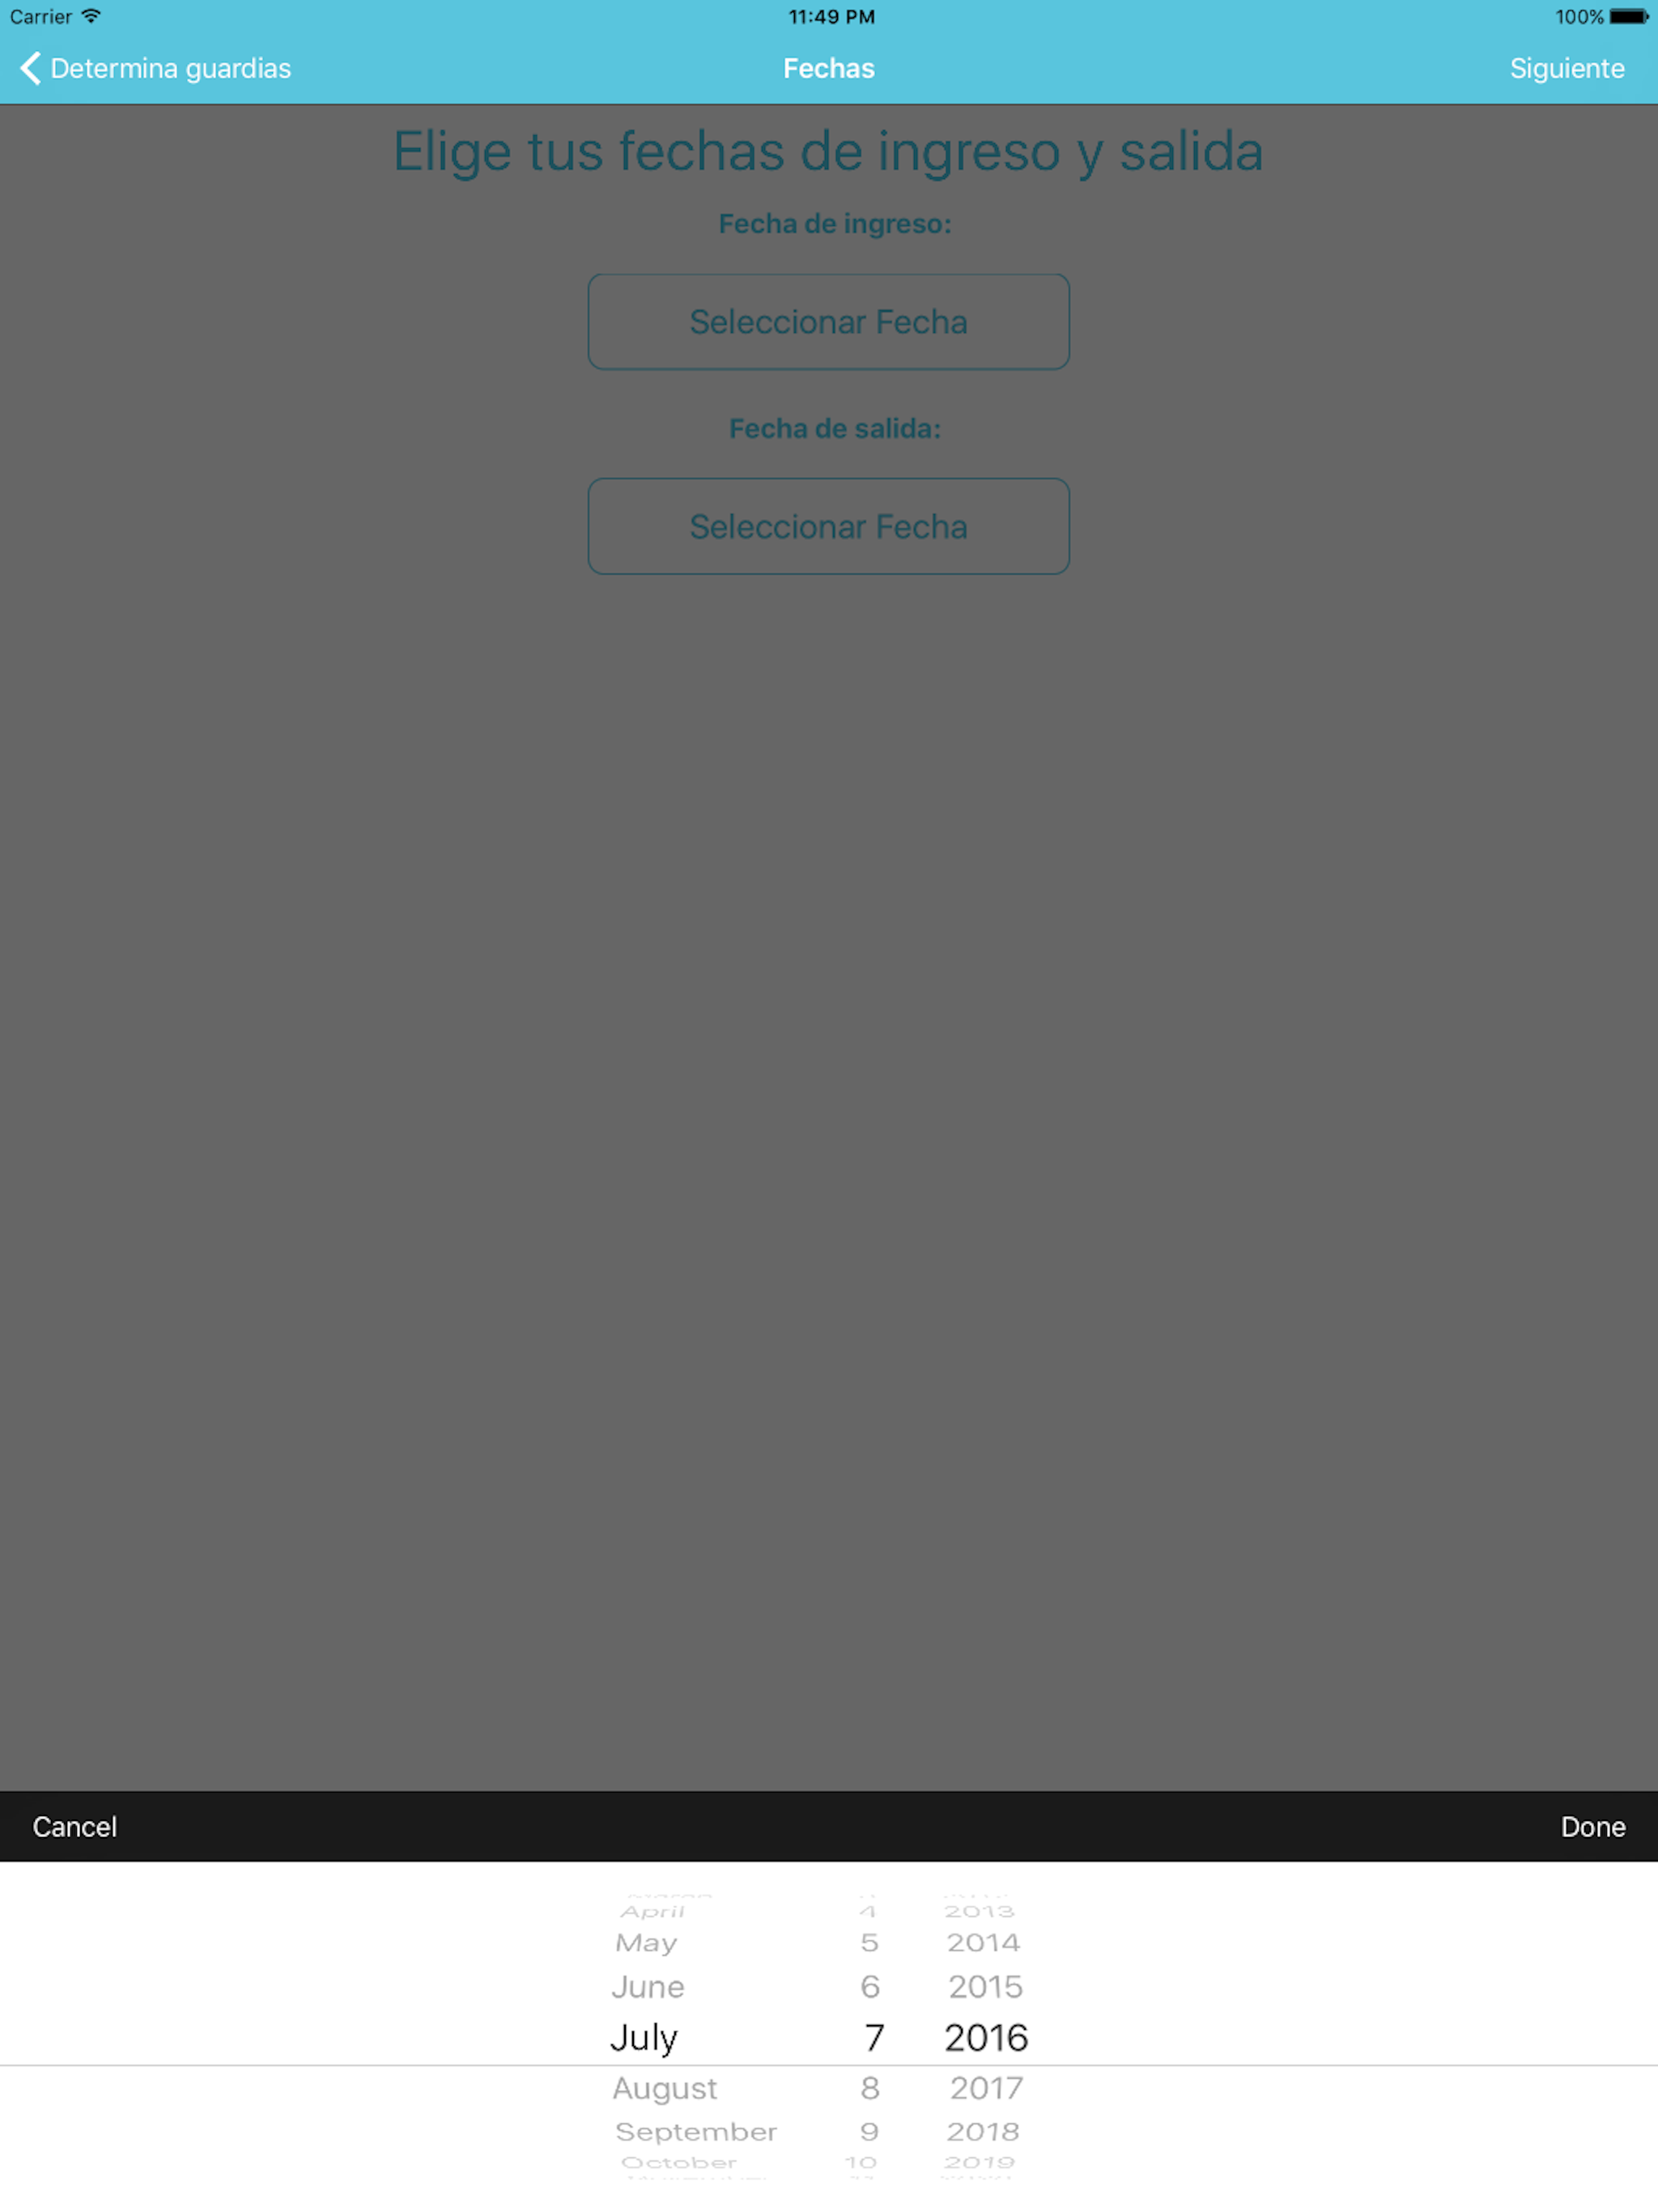 Carrier 11:49 PM 100%
Determina guardias Fechas Siguiente
Elige tus fechas de ingreso y salida
Fecha de ingreso:
Seleccionar Fecha
Fecha de salida:
Seleccionar Fecha
Cancel Done
April 4 2013
May 5 2014
June 6 2015
July 7 2016
August 8 2017
September 9 2018
October 10 2019